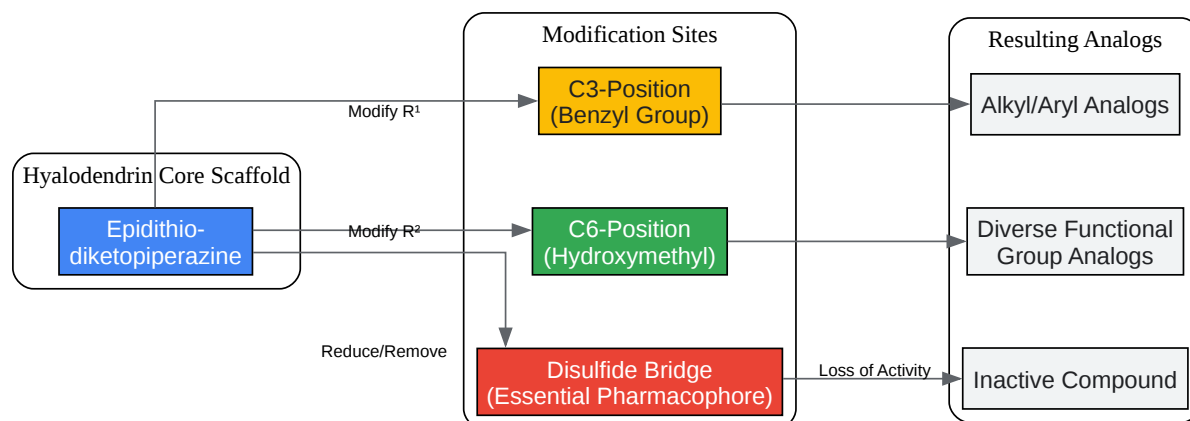 Modification Sites
Resulting Analogs
C3-Position
(Benzyl Group)
Modify R¹
Alkyl/Aryl Analogs
Hyalodendrin Core Scaffold
Epidithio-
diketopiperazine
Modify R²
C6-Position
(Hydroxymethyl)
Diverse Functional
Group Analogs
Reduce/Remove
Disulfide Bridge
(Essential Pharmacophore)
Loss of Activity
Inactive Compound